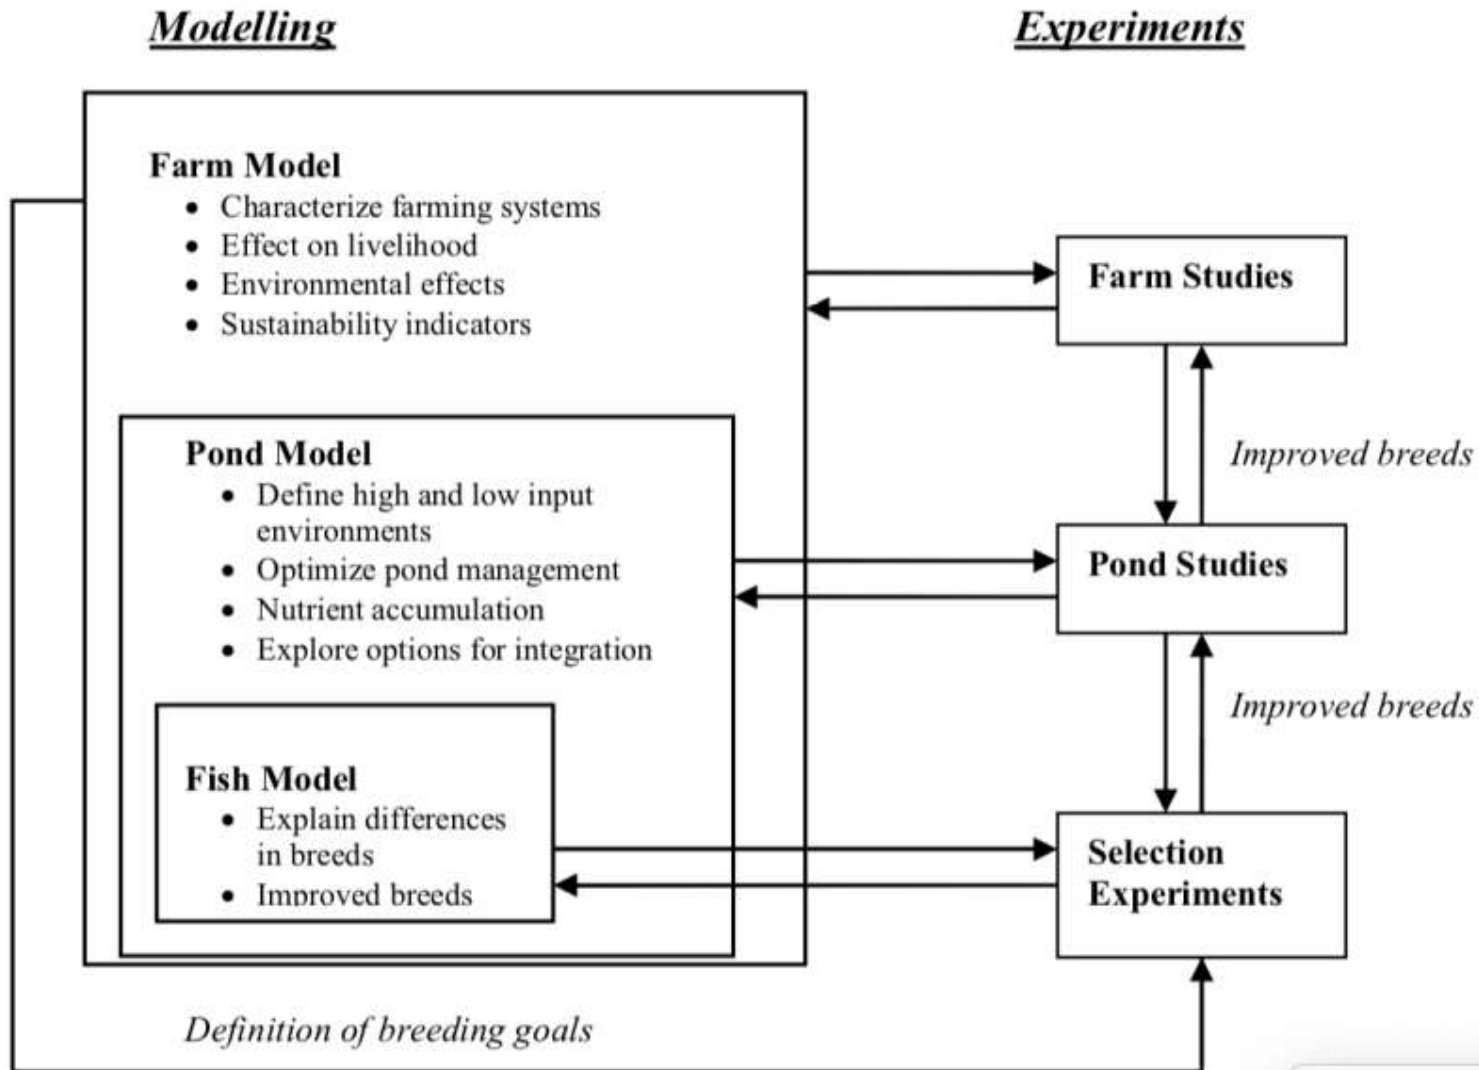 Modelling
Experiments
Farm Model
• Characterize farming systems
• Effect on livelihood
• Environmental effects
• Sustainability indicators
Farm Studies
Improved breeds
Pond Model
• Define high and low input
environments
• Optimize pond management
• Nutrient accumulation
• Explore options for integration
Pond Studies
Improved breeds
Fish Model
• Explain differences
in breeds
• Improved breeds
Selection
Experiments
Definition of breeding goals